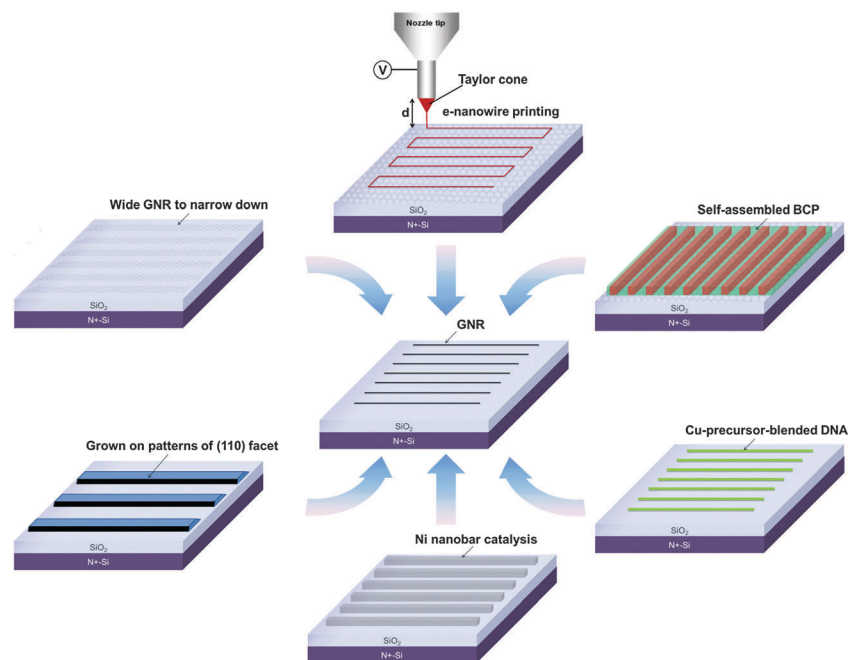 Nozzle tip
V
Taylor cone
d
e-nanowire printing
SiO₂
N+-Si
Wide GNR to narrow down
SiO₂
N+-Si
Self-assembled BCP
SiO₂
N+-Si
GNR
SiO₂
N+-Si
Grown on patterns of (110) facet
SiO₂
N+-Si
Cu-precursor-blended DNA
SiO₂
N+-Si
Ni nanobar catalysis
SiO₂
N+-Si